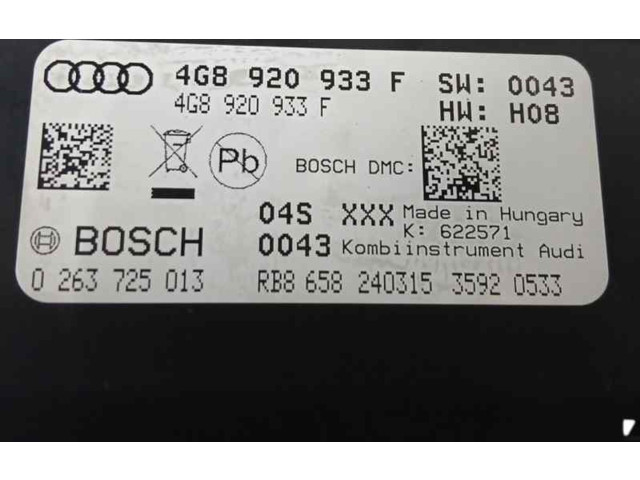 4G8 920 933 F SW: 0043
4G8 920 933 F HW: H08
Pb
BOSCH DMC:
04S XXX Made in Hungary
K: 622571
BOSCH 0043 Kombiinstrument Audi
0 263 725 013 RB8 658 240315 3592 0533